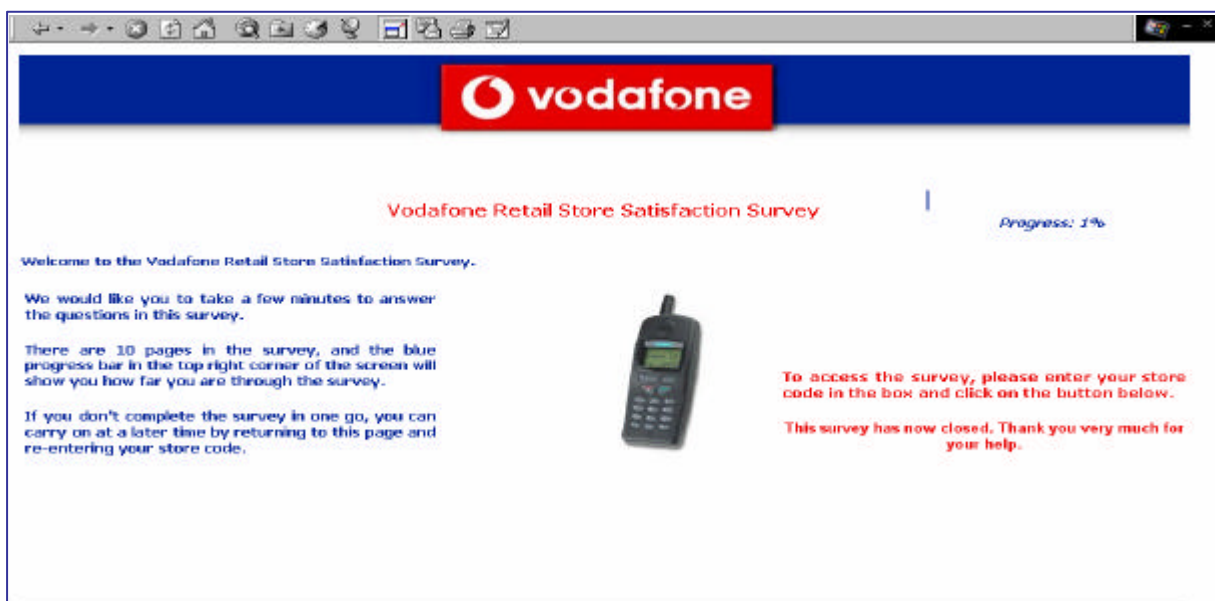 vodafone
Vodafone Retail Store Satisfaction Survey
Progress: 1%
Welcome to the Vodafone Retail Store Satisfaction Survey.
We would like you to take a few minutes to answer
the questions in this survey.
There are 10 pages in the survey, and the blue
progress bar in the top right corner of the screen will
show you how far you are through the survey.
If you don't complete the survey in one go, you can
carry on at a later time by returning to this page and
re-entering your store code.
To access the survey, please enter your store
code in the box and click on the button below.
This survey has now closed. Thank you very much for
your help.